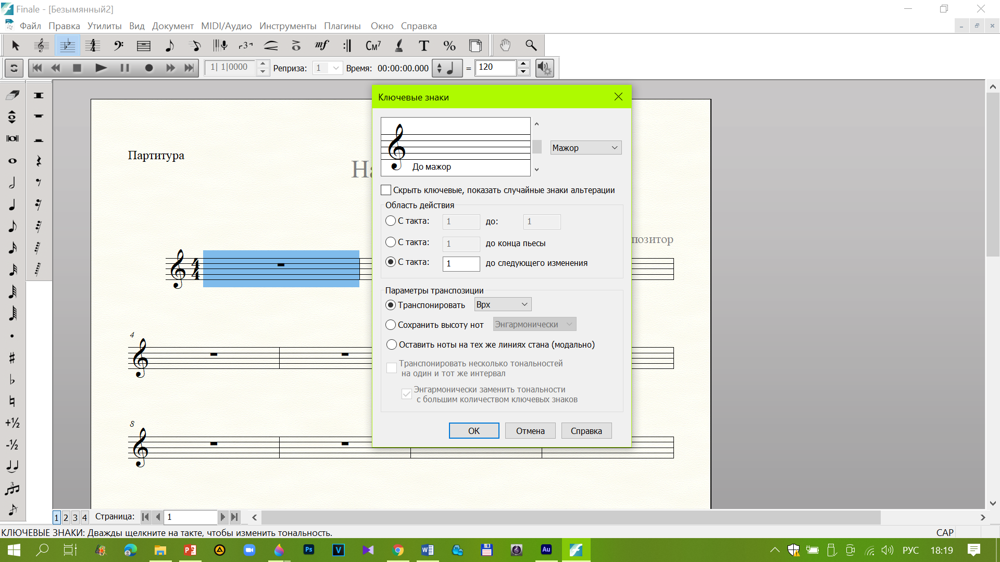 Finale - [Безымянный2]
Файл Правка Утилиты Вид Документ MIDI/Аудио Инструменты Плагины Окно Справка
mf CM7 T %
1| 1|0000 Реприза: 1 Время: 00:00:00.000 = 120
Ключевые знаки
До мажор
Мажор
Скрыть ключевые, показать случайные знаки альтерации
Область действия
С такта: 1 до: 1
С такта: 1 до конца пьесы
С такта: 1 до следующего изменения
Параметры транспозиции
Транспонировать Врх
Сохранить высоту нот Энгармонически
Оставить ноты на тех же линиях стана (модально)
Транспонировать несколько тональностей
на один и тот же интервал
Энгармонически заменить тональности
с большим количеством ключевых знаков
OK Отмена Справка
Партитура
На
позитор
4
4
4
8
+½
-½
3
1 2 3 4 Страница: 1
КЛЮЧЕВЫЕ ЗНАКИ: Дважды щелкните на такте, чтобы изменить тональность.
CAP
Ps V Au
РУС 18:19